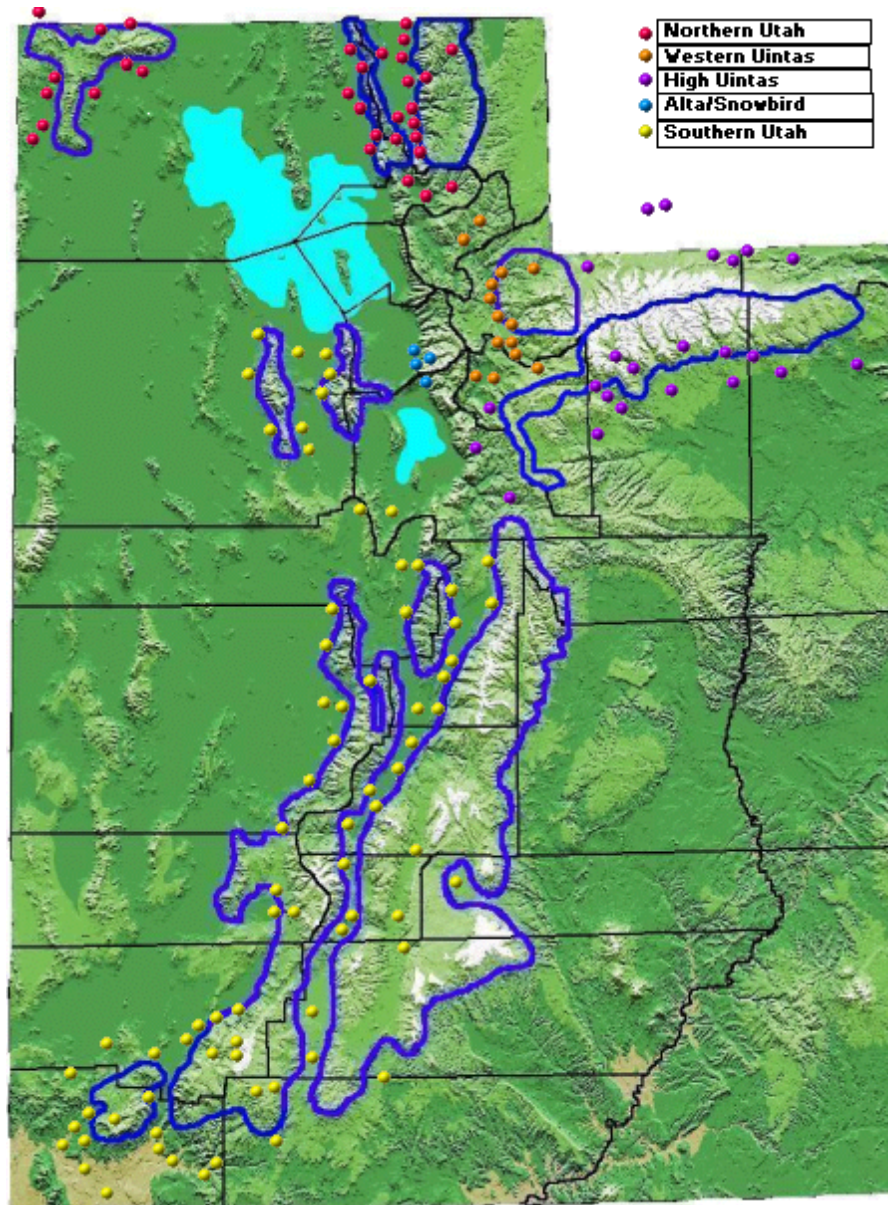 Northern Utah
Western Uintas
High Uintas
Alta/Snowbird
Southern Utah